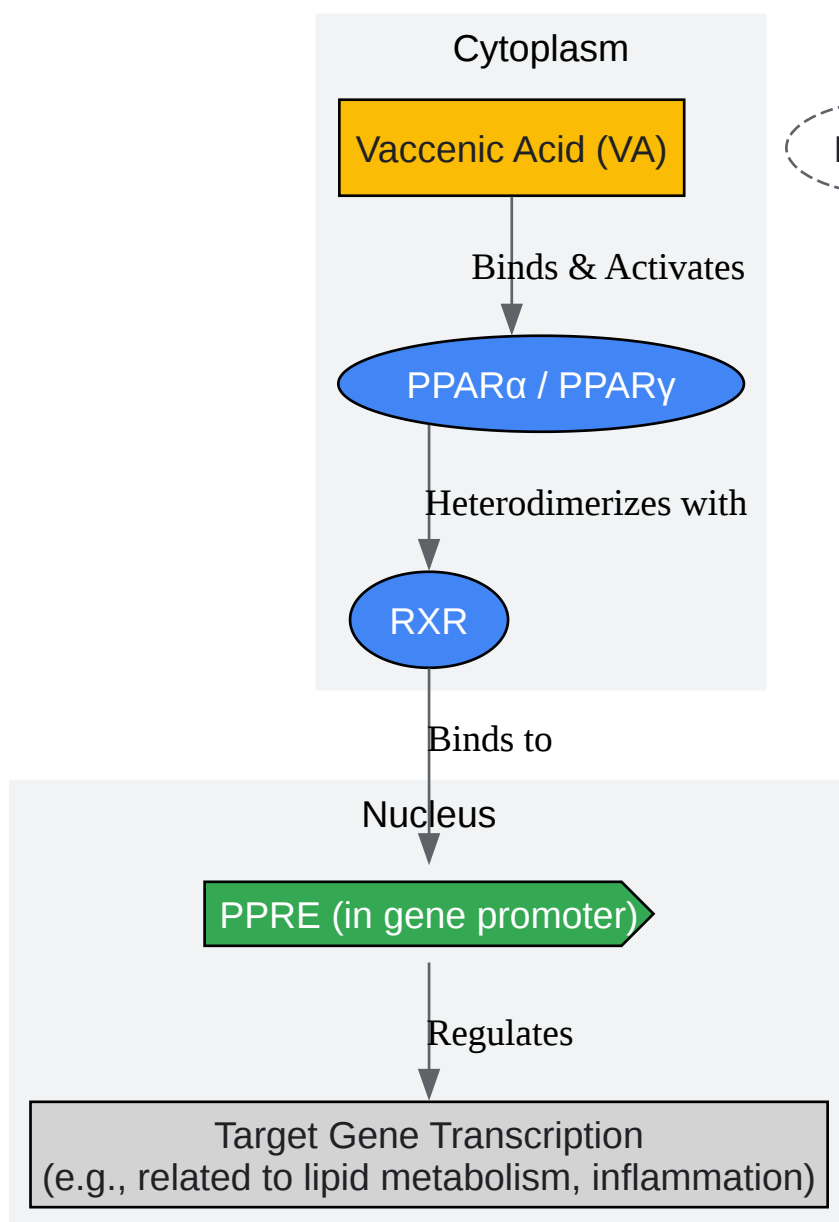 Cytoplasm
Vaccenic Acid (VA)
Binds & Activates
PPARα / PPARγ
Heterodimerizes with
RXR
Binds to
Nucleus
PPRE (in gene promoter)
Regulates
Target Gene Transcription
(e.g., related to lipid metabolism, inflammation)